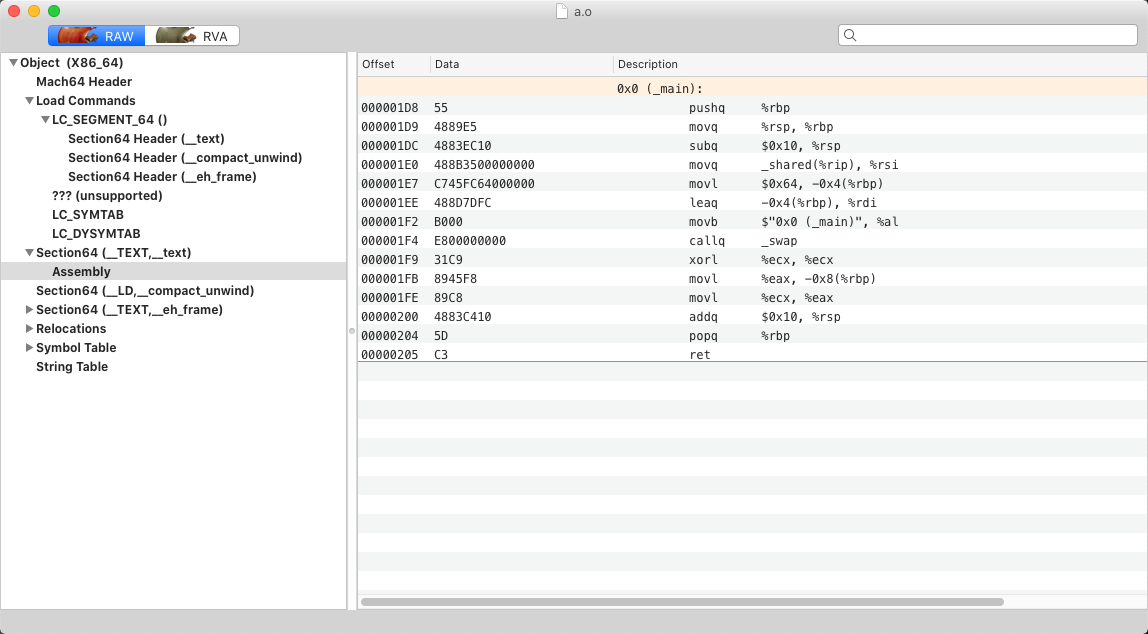 a.o
RAW RVA
Object (X86_64)
Mach64 Header
Load Commands
LC_SEGMENT_64 ()
Section64 Header (__text)
Section64 Header (__compact_unwind)
Section64 Header (__eh_frame)
??? (unsupported)
LC_SYMTAB
LC_DYSYMTAB
Section64 (__TEXT,__text)
Assembly
Section64 (__LD,__compact_unwind)
Section64 (__TEXT,__eh_frame)
Relocations
Symbol Table
String Table
Offset Data Description
0x0 (_main):
000001D8 55 pushq %rbp
000001D9 4889E5 movq %rsp, %rbp
000001DC 4883EC10 subq $0x10, %rsp
000001E0 488B3500000000 movq _shared(%rip), %rsi
000001E7 C745FC64000000 movl $0x64, -0x4(%rbp)
000001EE 488D7DFC leaq -0x4(%rbp), %rdi
000001F2 B000 movb $"0x0 (_main)", %al
000001F4 E800000000 callq _swap
000001F9 31C9 xorl %ecx, %ecx
000001FB 8945F8 movl %eax, -0x8(%rbp)
000001FE 89C8 movl %ecx, %eax
00000200 4883C410 addq $0x10, %rsp
00000204 5D popq %rbp
00000205 C3 ret